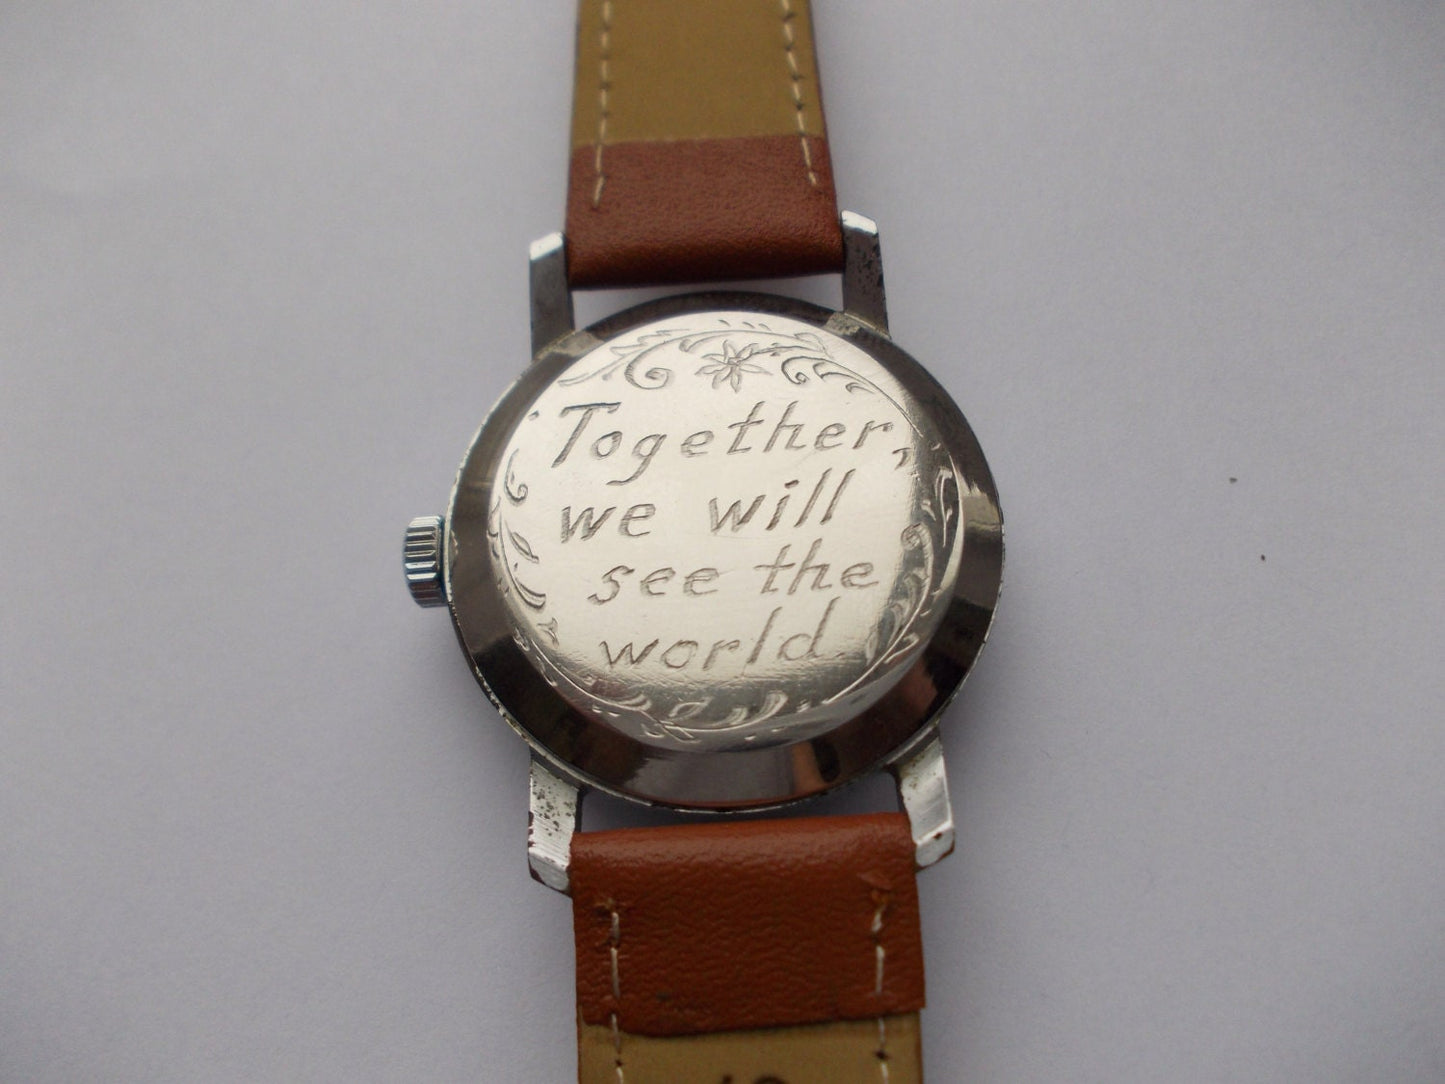 Together,
we will
see the
world.